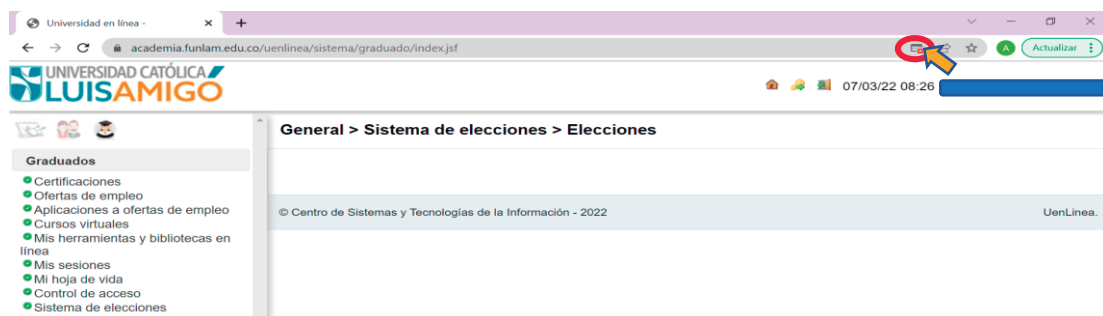 Universidad en línea -
academia.funlam.edu.co/uenlinea/sistema/graduado/index.jsf
A
Actualizar
UNIVERSIDAD CATÓLICA
LUISAMIGO
07/03/22 08:26
General > Sistema de elecciones > Elecciones
Graduados
Certificaciones
Ofertas de empleo
Aplicaciones a ofertas de empleo
Cursos virtuales
Mis herramientas y bibliotecas en
línea
Mis sesiones
Mi hoja de vida
Control de acceso
Sistema de elecciones
© Centro de Sistemas y Tecnologías de la Información - 2022
UenLinea.